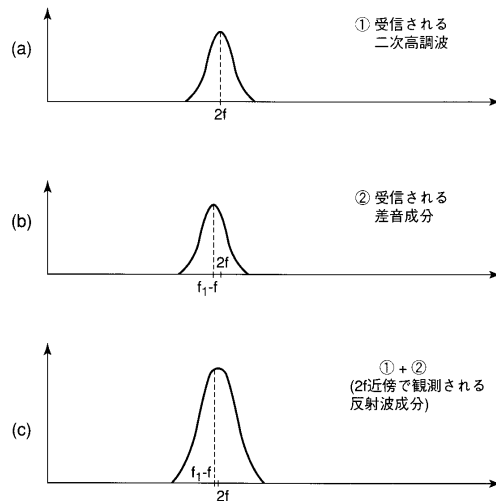 (a)
① 受信される
二次高調波
2f
(b)
② 受信される
差音成分
2f
f₁-f
(c)
① + ②
(2f近傍で観測される
反射波成分)
f₁-f
2f